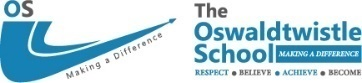 OS
Making a Difference
The
Oswaldtwistle
School
MAKING A DIFFERENCE
RESPECT • BELIEVE • ACHIEVE • BECOME